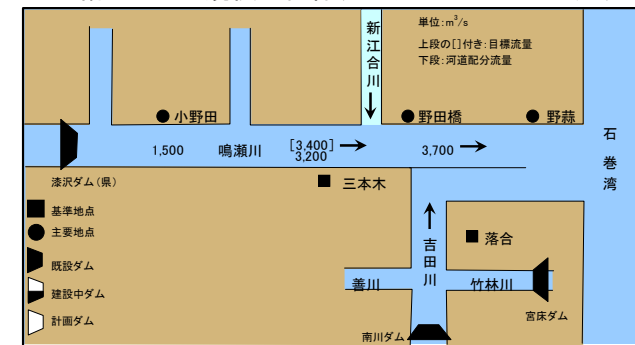 単位:m³/s
上段の[]付き:目標流量
下段:河道配分流量
新江合川
小野田
野田橋
野蒜
石巻湾
1,500
鳴瀬川
[3,400]
3,200
3,700
漆沢ダム(県)
三本木
基準地点
主要地点
既設ダム
建設中ダム
計画ダム
吉田川
落合
善川
竹林川
宮床ダム
南川ダム